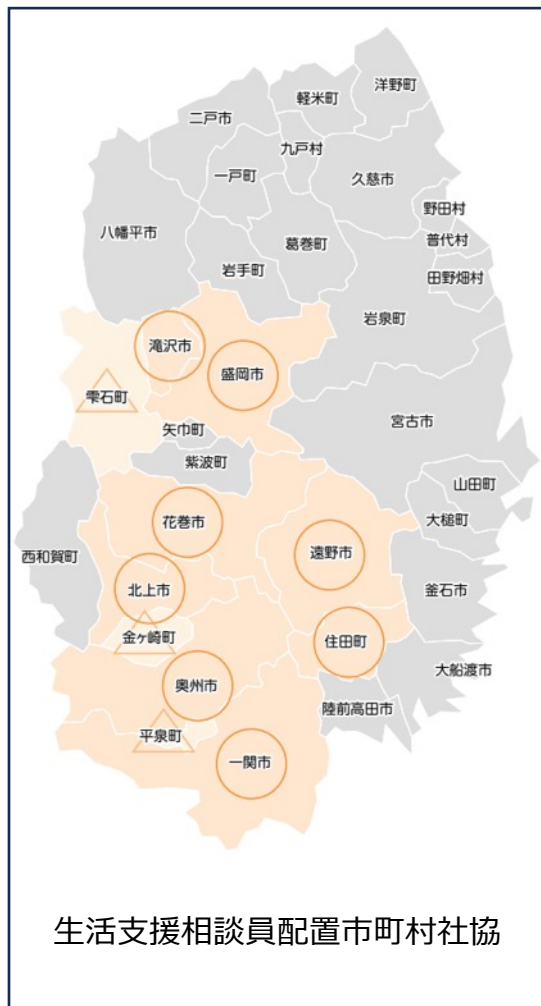 洋野町
軽米町
二戸市
九戸村
一戸町
久慈市
野田村
八幡平市
葛巻町
普代村
岩手町
田野畑村
岩泉町
滝沢市
盛岡市
雫石町
宮古市
矢巾町
紫波町
山田町
花巻市
大槌町
西和賀町
遠野市
北上市
釜石市
金ヶ崎町
住田町
大船渡市
奥州市
陸前高田市
平泉町
一関市
生活支援相談員配置市町村社協